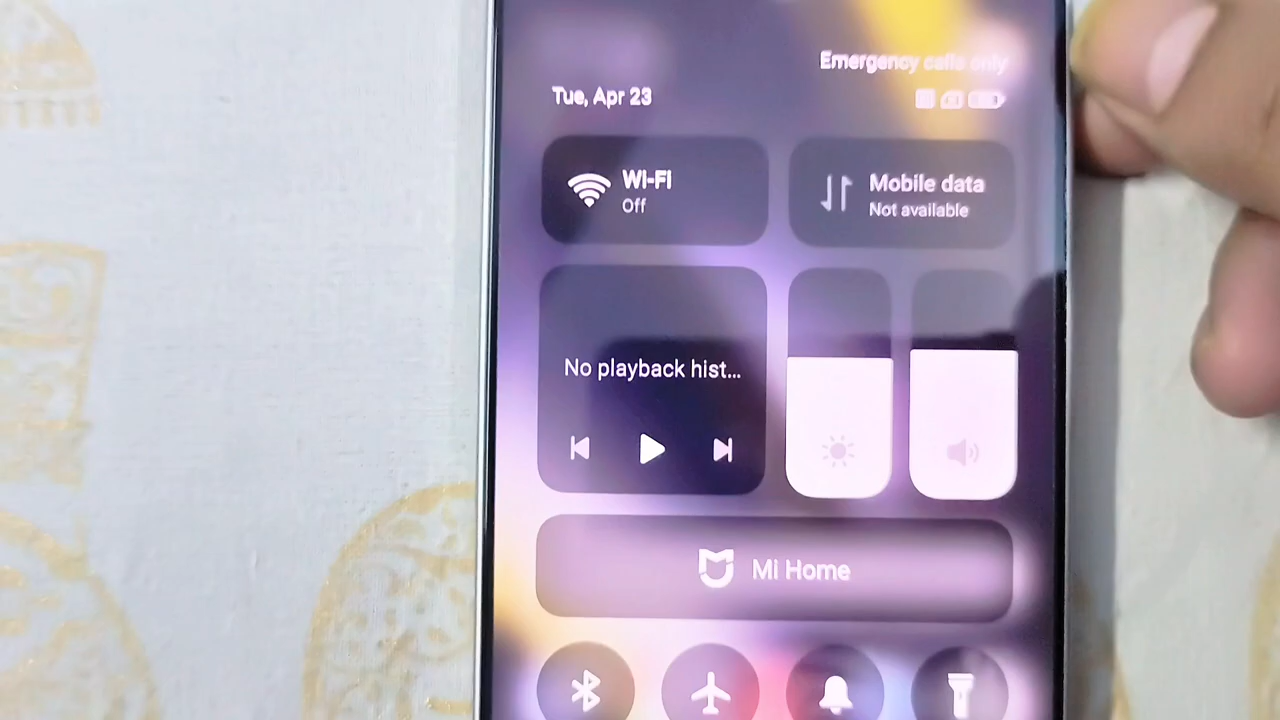 Emergency calls only
Tue, Apr 23
Wi-Fi
Off
Mobile data
Not available
No playback hist...
Mi Home